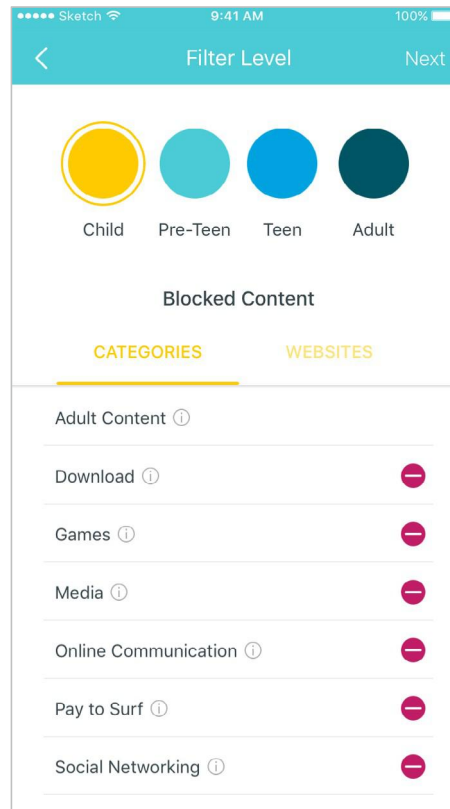 Sketch 9:41 AM 100%
Filter Level Next
Child Pre-Teen Teen Adult
Blocked Content
CATEGORIES WEBSITES
Adult Content
Download
Games
Media
Online Communication
Pay to Surf
Social Networking